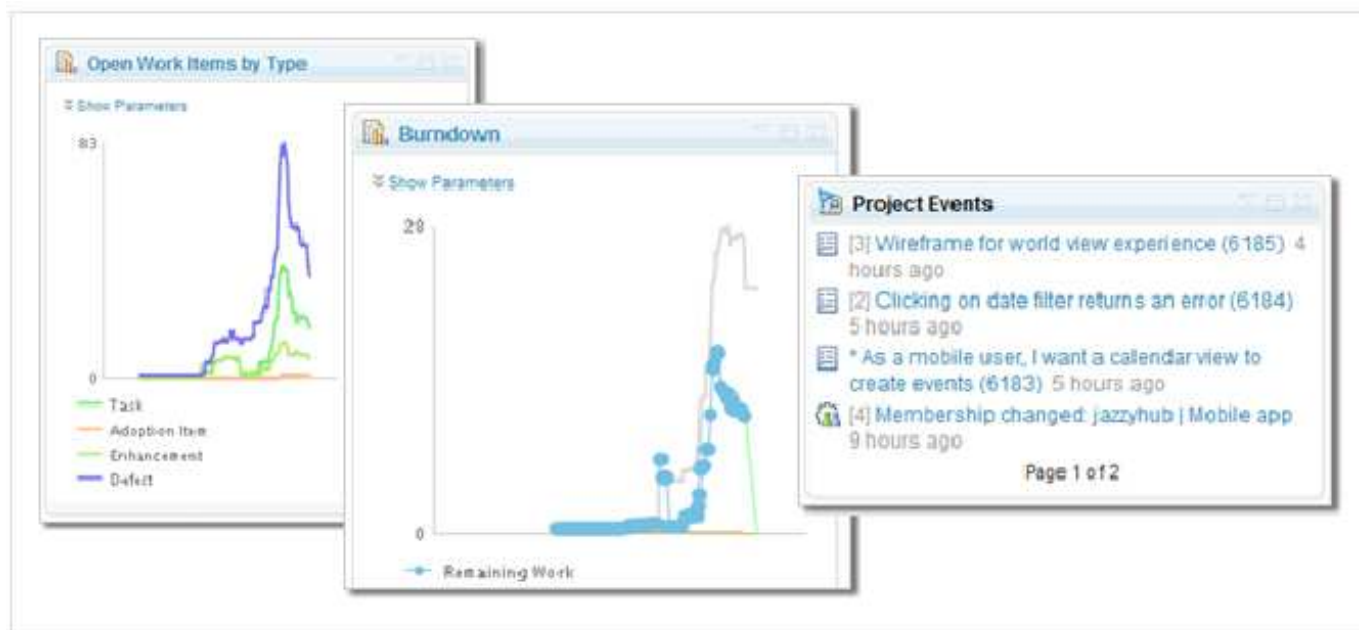 Open Work Items by Type
Show Parameters
83
0
Task
Adoption Item
Enhancement
Defect
Burndown
Show Parameters
28
0
Remaining Work
Project Events
[3] Wireframe for world view experience (6185) 4
hours ago
[2] Clicking on date filter returns an error (6184)
5 hours ago
* As a mobile user, I want a calendar view to
create events (6183) 5 hours ago
[4] Membership changed: jazzyhub | Mobile app
9 hours ago
Page 1 of 2